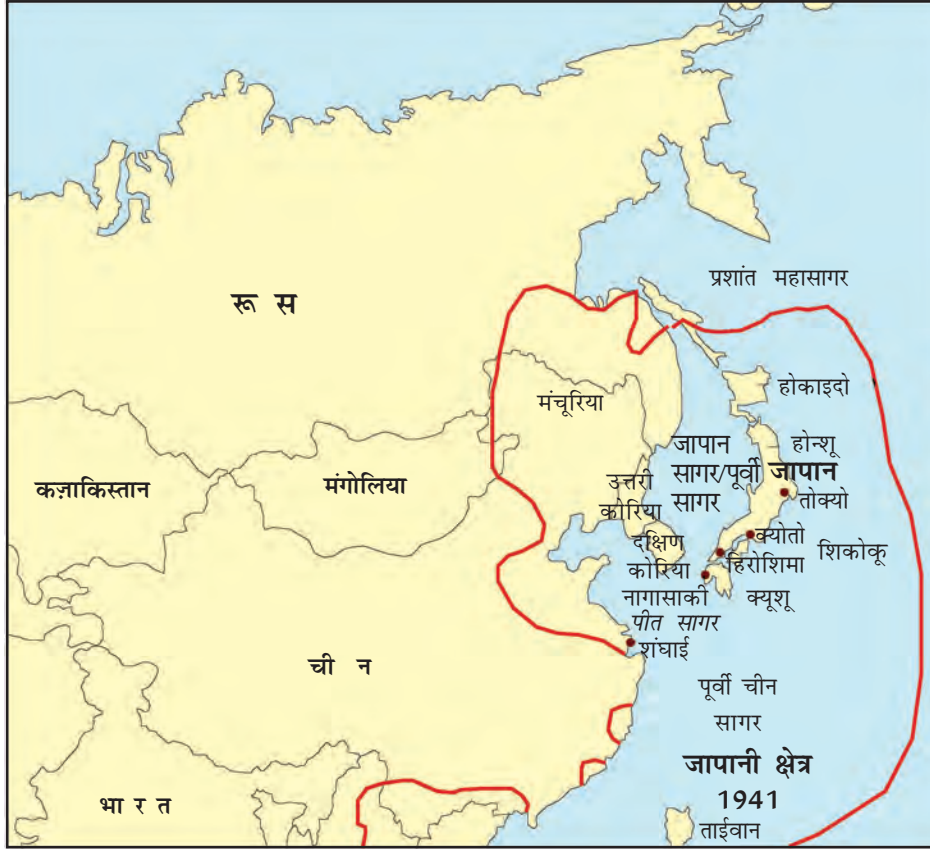 प्रशांत महासागर
रू स
होकाइदो
मंचूरिया
जापान
सागर/पूर्वी
सागर
होन्शू
जापान
तोक्यो
कज़ाकिस्तान
मंगोलिया
उत्तरी
कोरिया
दक्षिण
कोरिया
क्योतो
शिकोकू
हिरोशिमा
नागासाकी
क्यूशू
पीत सागर
शंघाई
ची न
पूर्वी चीन
सागर
जापानी क्षेत्र
1941
भा र त
ताईवान